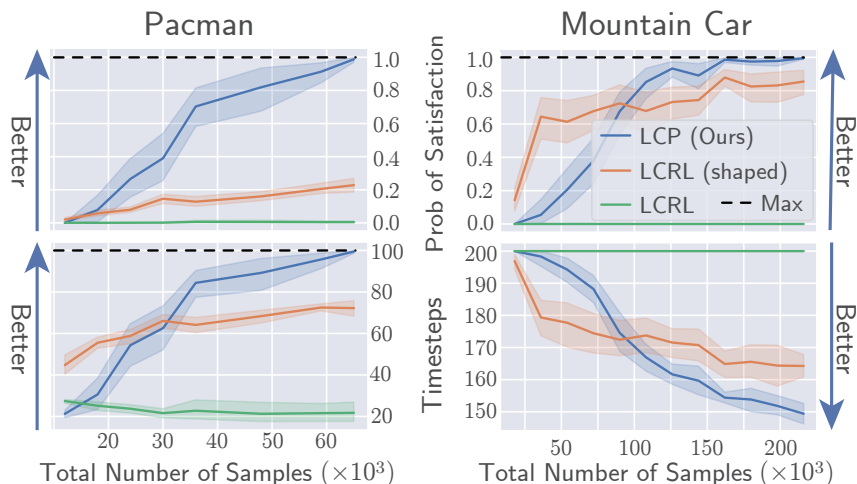 Pacman
Mountain Car
Better
1.0
0.8
0.6
0.4
0.2
0.0
Prob of Satisfaction
1.0
0.8
0.6
0.4
0.2
0.0
LCP (Ours)
LCRL (shaped)
LCRL
Max
Better
Better
100
80
60
40
20
Timesteps
200
190
180
170
160
150
Better
20
30
40
50
60
50
100
150
200
Total Number of Samples (×10³)
Total Number of Samples (×10³)